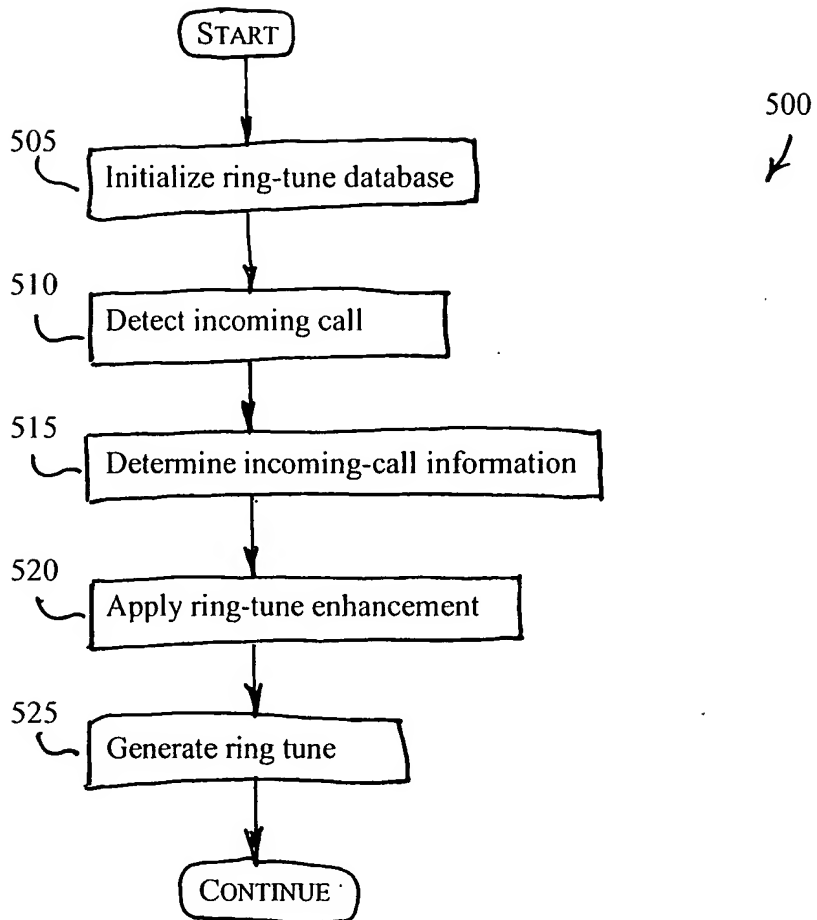 START
500
505
Initialize ring-tune database
510
Detect incoming call
515
Determine incoming-call information
520
Apply ring-tune enhancement
525
Generate ring tune
CONTINUE